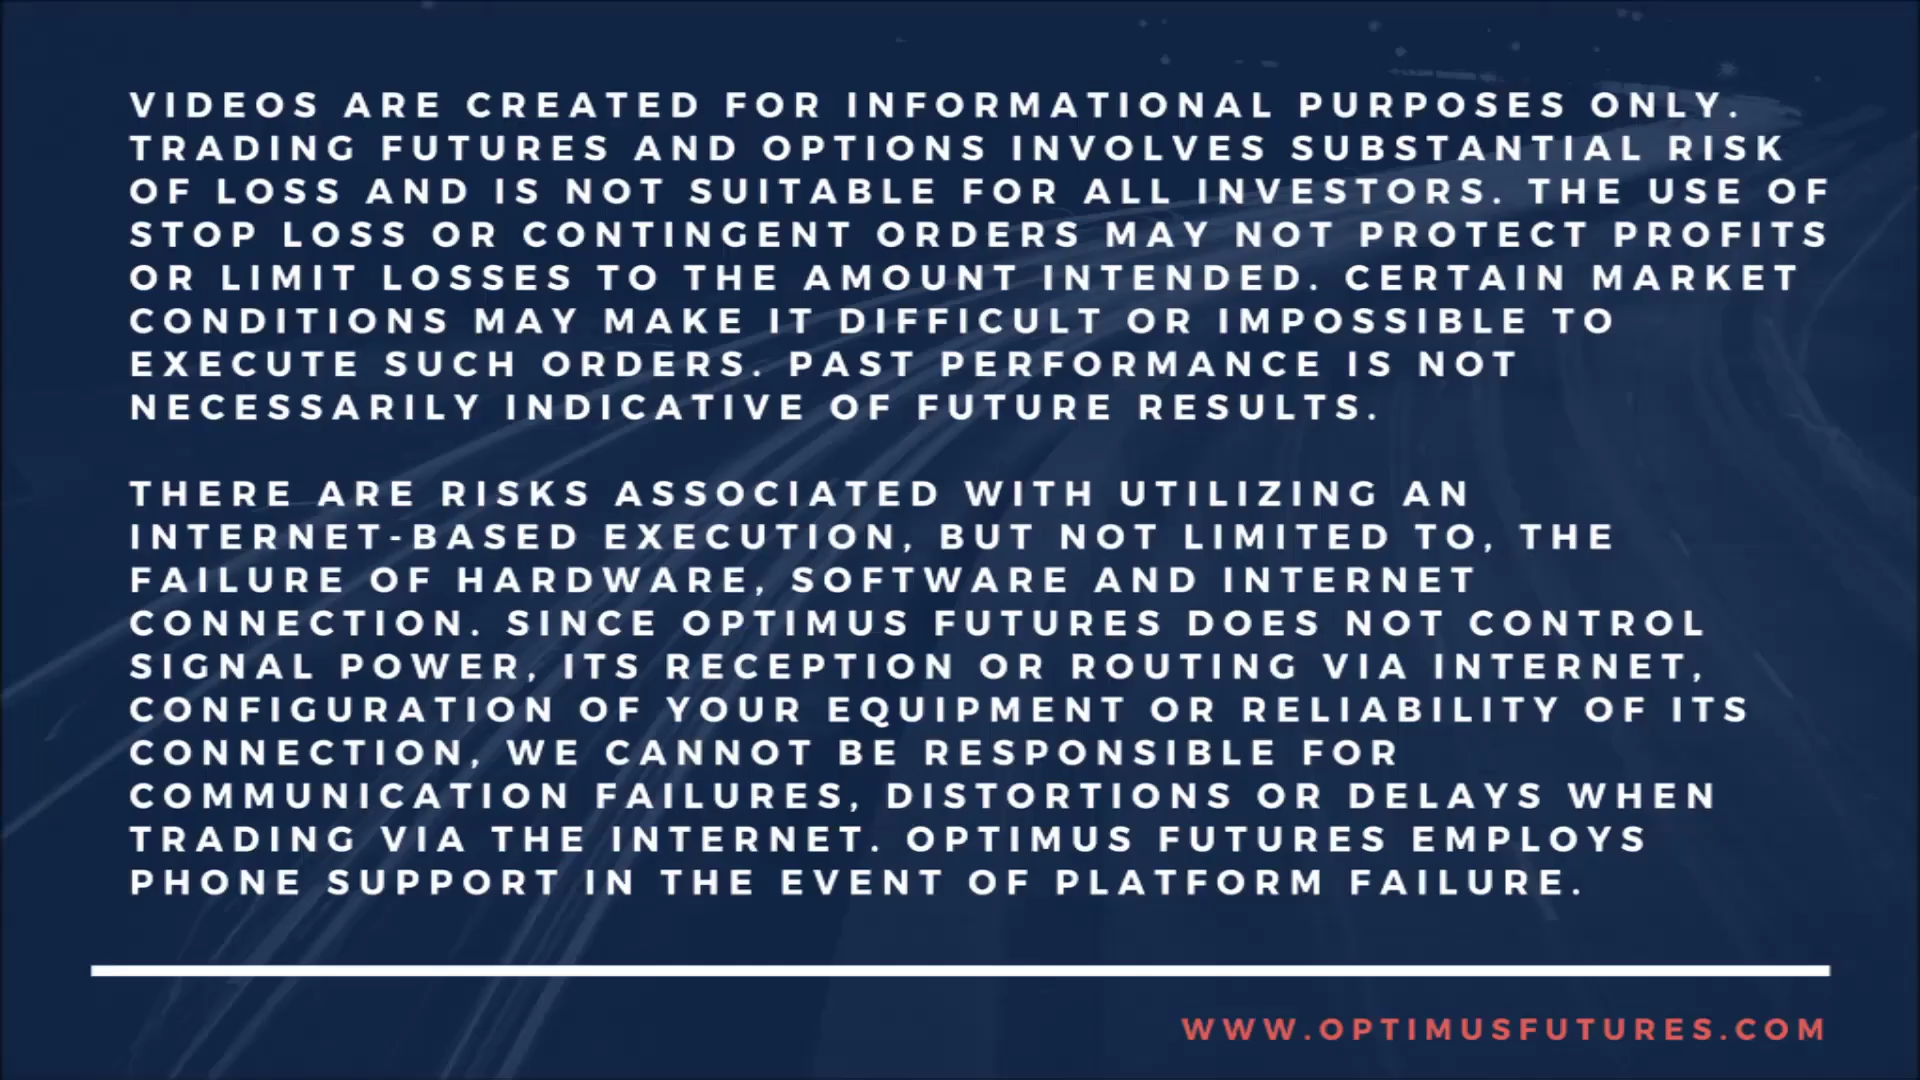 VIDEOS ARE CREATED FOR INFORMATIONAL PURPOSES ONLY.
TRADING FUTURES AND OPTIONS INVOLVES SUBSTANTIAL RISK
OF LOSS AND IS NOT SUITABLE FOR ALL INVESTORS. THE USE OF
STOP LOSS OR CONTINGENT ORDERS MAY NOT PROTECT PROFITS
OR LIMIT LOSSES TO THE AMOUNT INTENDED. CERTAIN MARKET
CONDITIONS MAY MAKE IT DIFFICULT OR IMPOSSIBLE TO
EXECUTE SUCH ORDERS. PAST PERFORMANCE IS NOT
NECESSARILY INDICATIVE OF FUTURE RESULTS.
THERE ARE RISKS ASSOCIATED WITH UTILIZING AN
INTERNET-BASED EXECUTION, BUT NOT LIMITED TO, THE
FAILURE OF HARDWARE, SOFTWARE AND INTERNET
CONNECTION. SINCE OPTIMUS FUTURES DOES NOT CONTROL
SIGNAL POWER, ITS RECEPTION OR ROUTING VIA INTERNET,
CONFIGURATION OF YOUR EQUIPMENT OR RELIABILITY OF ITS
CONNECTION, WE CANNOT BE RESPONSIBLE FOR
COMMUNICATION FAILURES, DISTORTIONS OR DELAYS WHEN
TRADING VIA THE INTERNET. OPTIMUS FUTURES EMPLOYS
PHONE SUPPORT IN THE EVENT OF PLATFORM FAILURE.
WWW.OPTIMUSFUTURES.COM